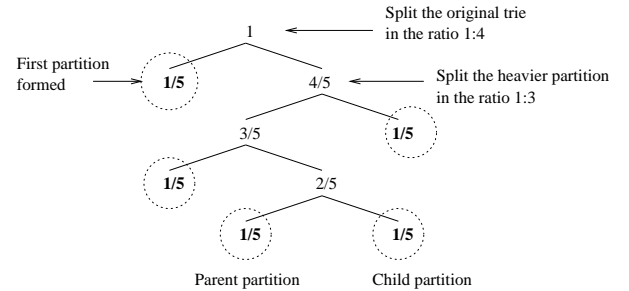 Split the original trie
in the ratio 1:4
1
First partition
formed
1/5
4/5
Split the heavier partition
in the ratio 1:3
3/5
1/5
1/5
2/5
1/5
1/5
Parent partition
Child partition